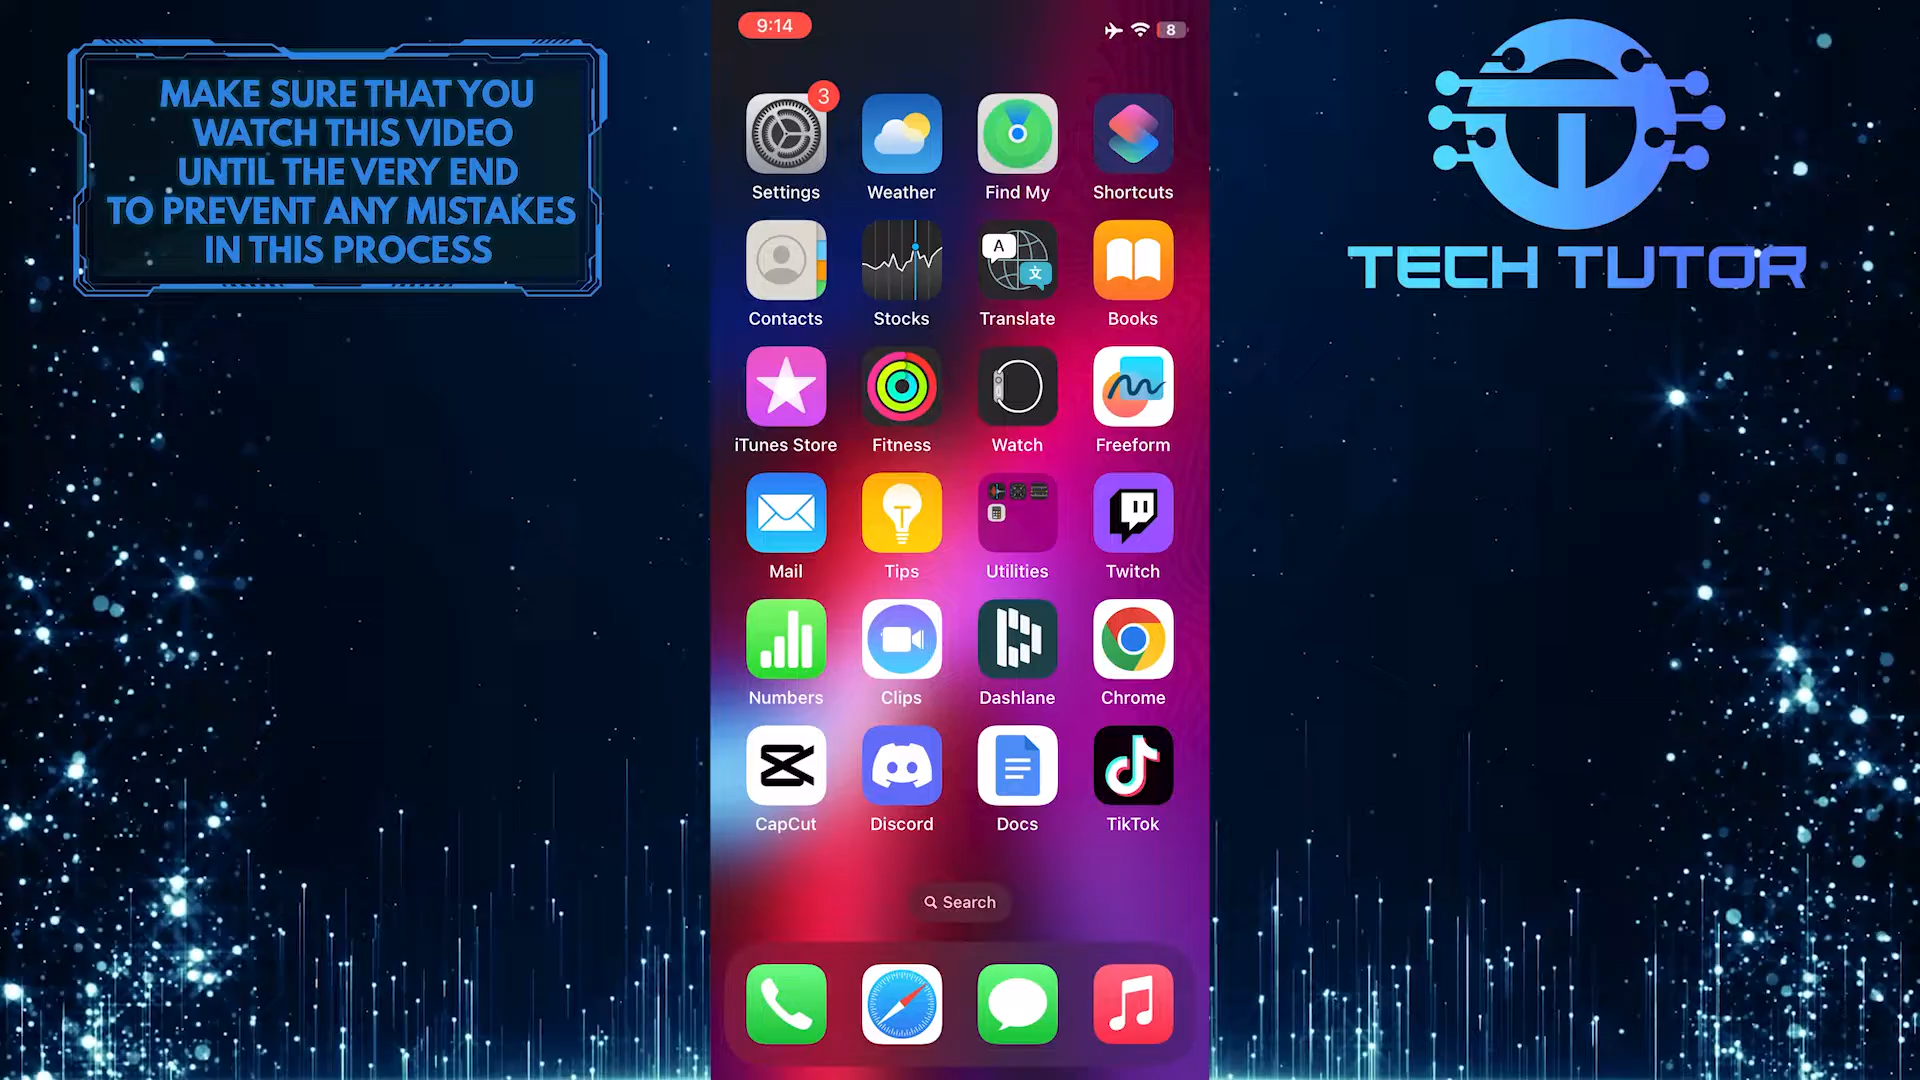 MAKE SURE THAT YOU
WATCH THIS VIDEO
UNTIL THE VERY END
TO PREVENT ANY MISTAKES
IN THIS PROCESS
9:14
8
3
Settings
Weather
Find My
Shortcuts
Contacts
Stocks
A
文
Translate
Books
iTunes Store
Fitness
Watch
Freeform
Mail
Tips
Utilities
Twitch
Numbers
Clips
Dashlane
Chrome
CapCut
Discord
Docs
TikTok
Search
T
TECH TUTOR